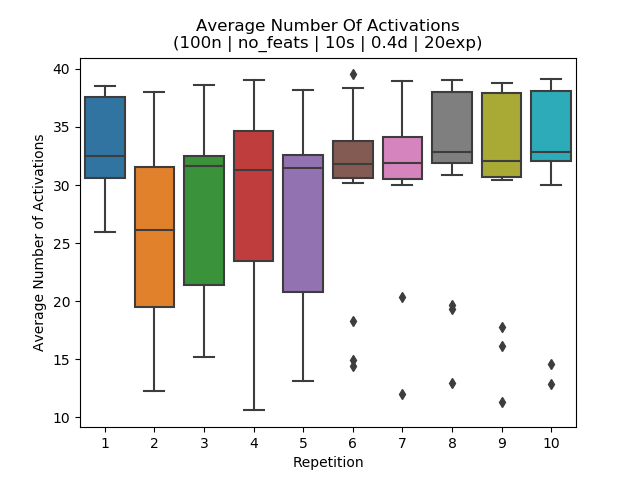 Average Number Of Activations
(100n | no_feats | 10s | 0.4d | 20exp)
Average Number of Activations
40
35
30
25
20
15
10
1 2 3 4 5 6 7 8 9 10
Repetition